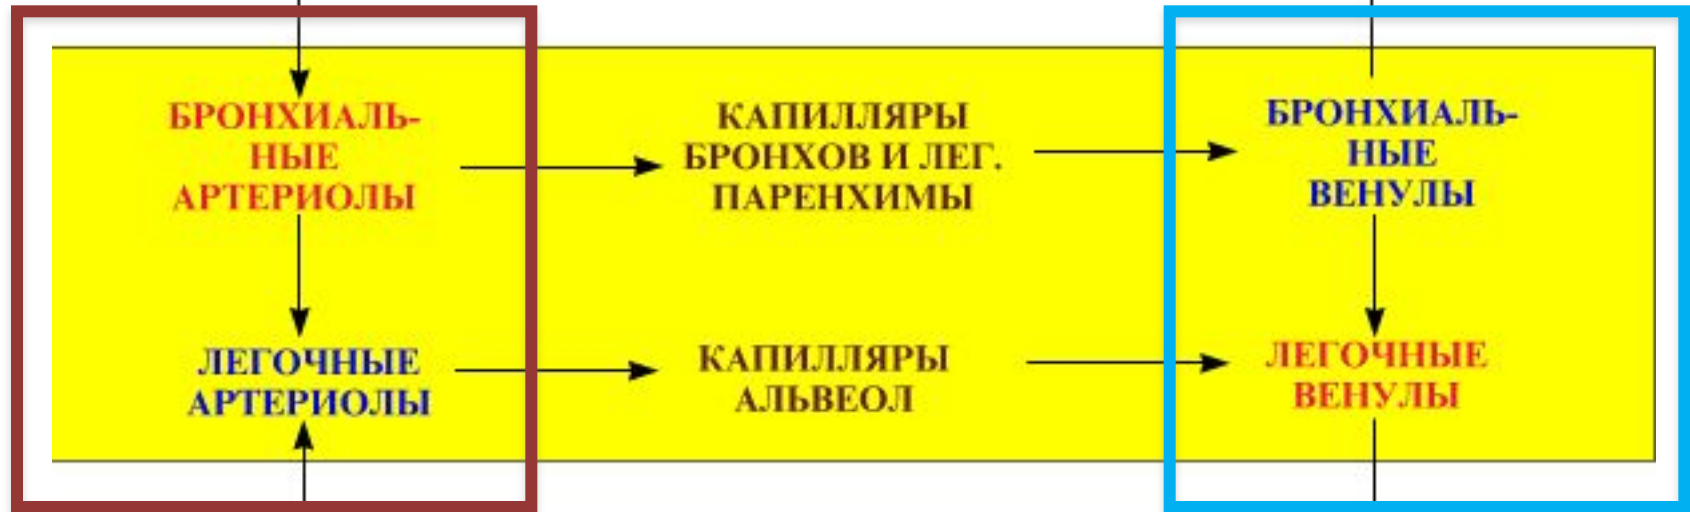 БРОНХИАЛЬ-
НЫЕ
АРТЕРИОЛЫ
КАПИЛЛЯРЫ
БРОНХОВ И ЛЕГ.
ПАРЕНХИМЫ
БРОНХИАЛЬ-
НЫЕ
ВЕНУЛЫ
ЛЕГОЧНЫЕ
АРТЕРИОЛЫ
КАПИЛЛЯРЫ
АЛЬВЕОЛ
ЛЕГОЧНЫЕ
ВЕНУЛЫ